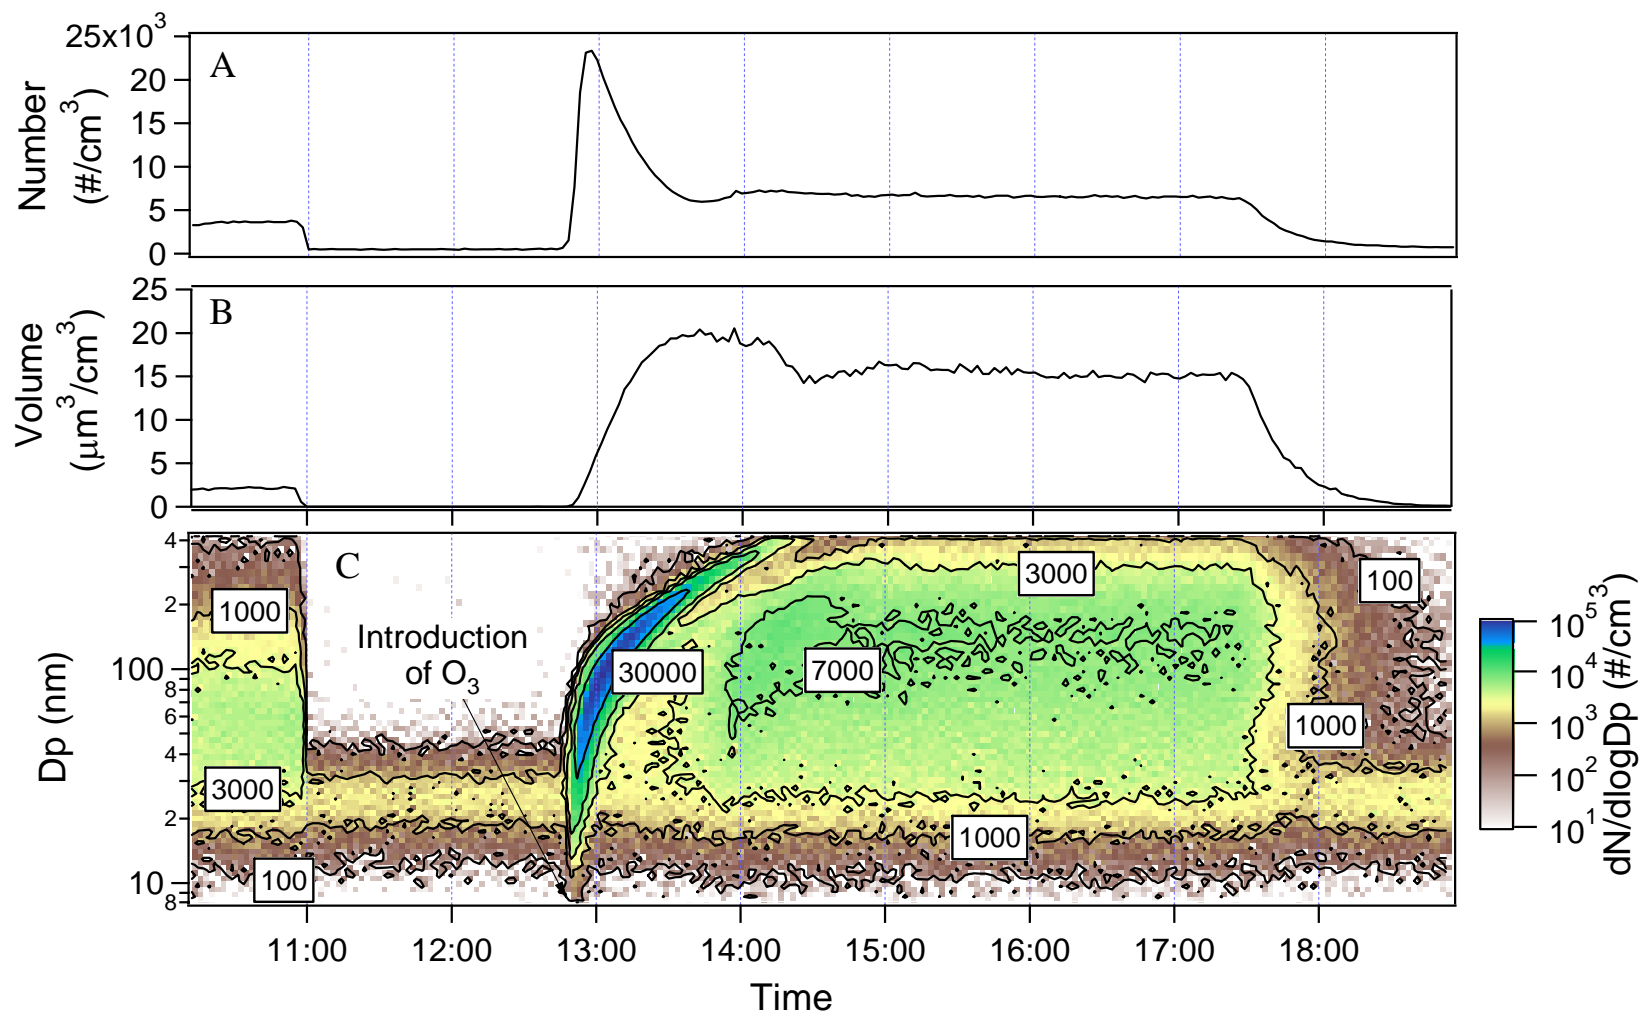 A
Number
(#/cm³)
25x10³
20
15
10
5
0
B
Volume
(μm³/cm³)
25
20
15
10
5
0
C
Dp (nm)
4
2
100
8
6
4
2
10
8
1000
3000
100
Introduction
of O₃
30000
7000
3000
1000
100
1000
10⁵
10⁴
10³
10²
10¹
dN/dlogDp (#/cm³)
11:00 12:00 13:00 14:00 15:00 16:00 17:00 18:00
Time